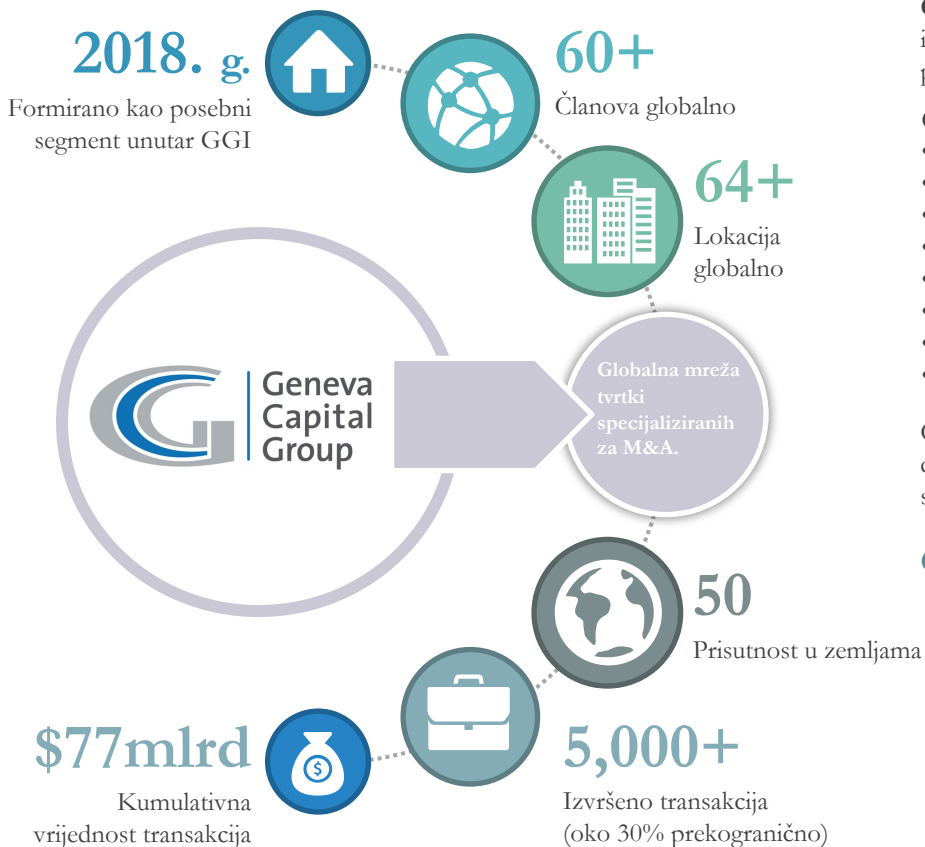 2018. g.
Formirano kao posebni
segment unutar GGI
60+
Članova globalno
64+
Lokacija
globalno
Geneva
Capital
Group
Globalna mreža
tvrtki
specijaliziranih
za M&A.
50
Prisutnost u zemljama
5,000+
Izvršeno transakcija
(oko 30% prekogranično)
$77mlrd
Kumulativna
vrijednost transakcija